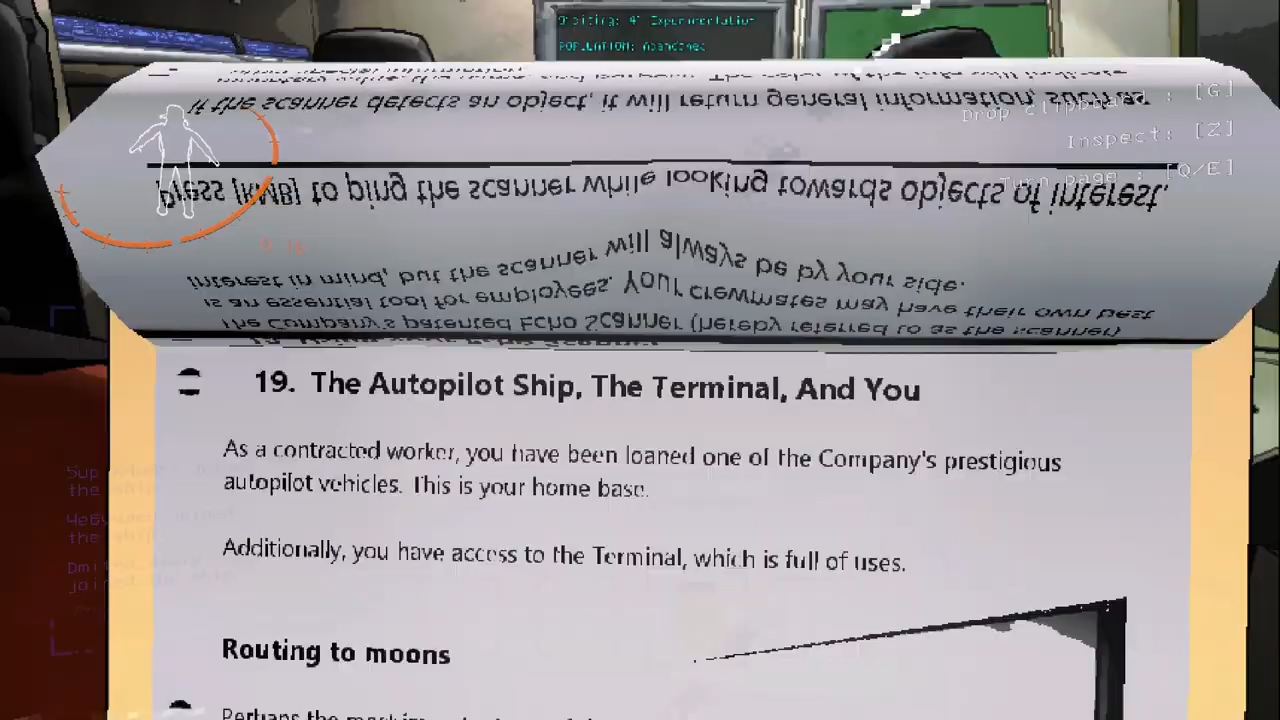 Orbiting: 41 Experimentation
POPULATION: Abandoned
If the scanner detects an object, it will return general information, such as
Drop clipboard : [G]
Inspect: [Z]
Press [RMB] to ping the scanner while looking towards objects of interest.
Turn page : [Q/E]
interest in mind, but the scanner will always be by your side.
is an essential tool for employees. Your crewmates may have their own best
The Company's patented Echo Scanner (hereby referred to as the scanner)
19. The Autopilot Ship, The Terminal, And You
As a contracted worker, you have been loaned one of the Company's prestigious
autopilot vehicles. This is your home base.
Additionally, you have access to the Terminal, which is full of uses.
Routing to moons
Perhaps the